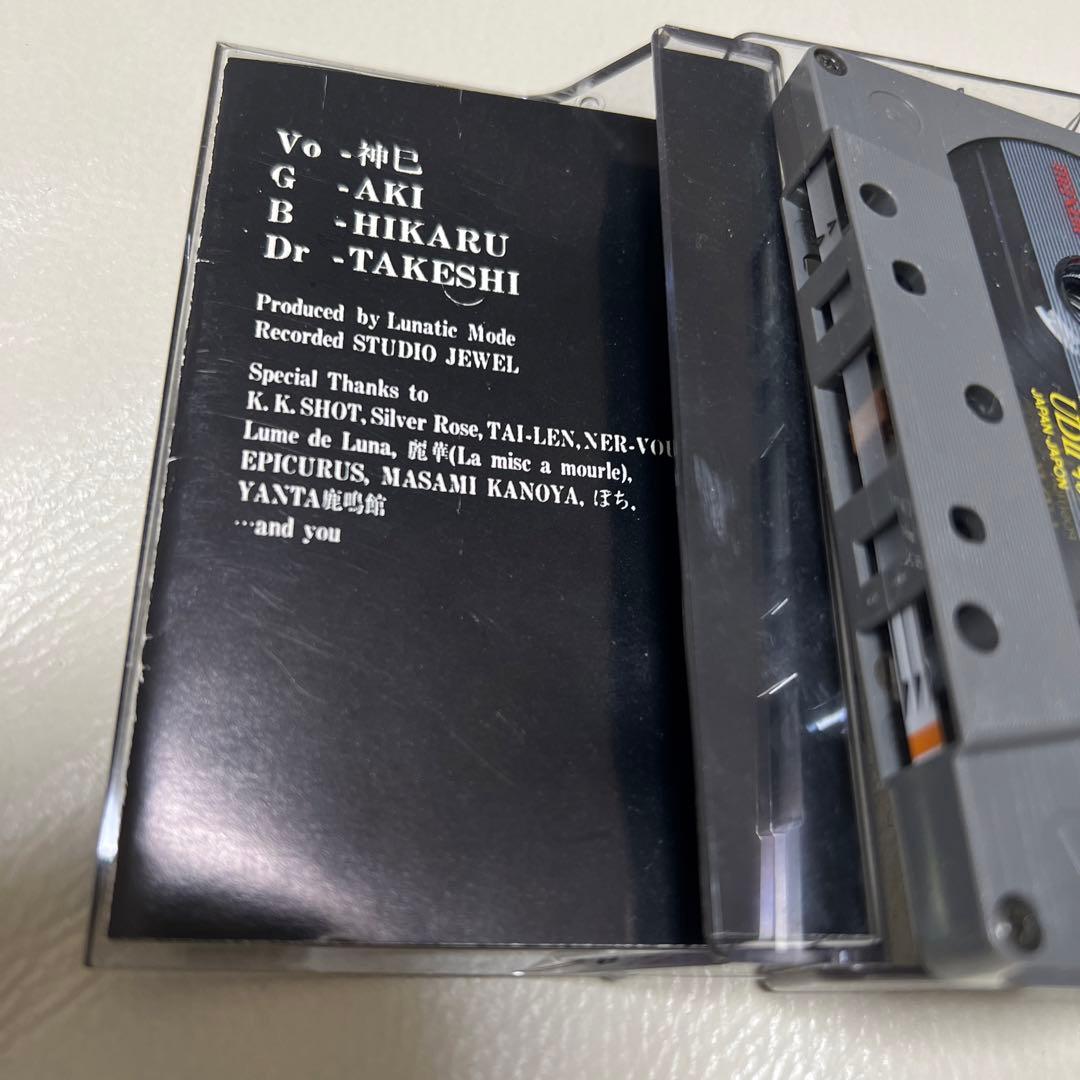 Vo -神巳
G -AKI
B -HIKARU
Dr -TAKESHI
Produced by Lunatic Mode
Recorded STUDIO JEWEL
Special Thanks to
K. K. SHOT, Silver Rose, TAI-LEN, NER-VOU
Lume de Luna, 麗華(La misc a mourle),
EPICURUS, MASAMI KANOYA, ぽち,
YANTA鹿鳴館
…and you
UDII
JAPAN·JAPON